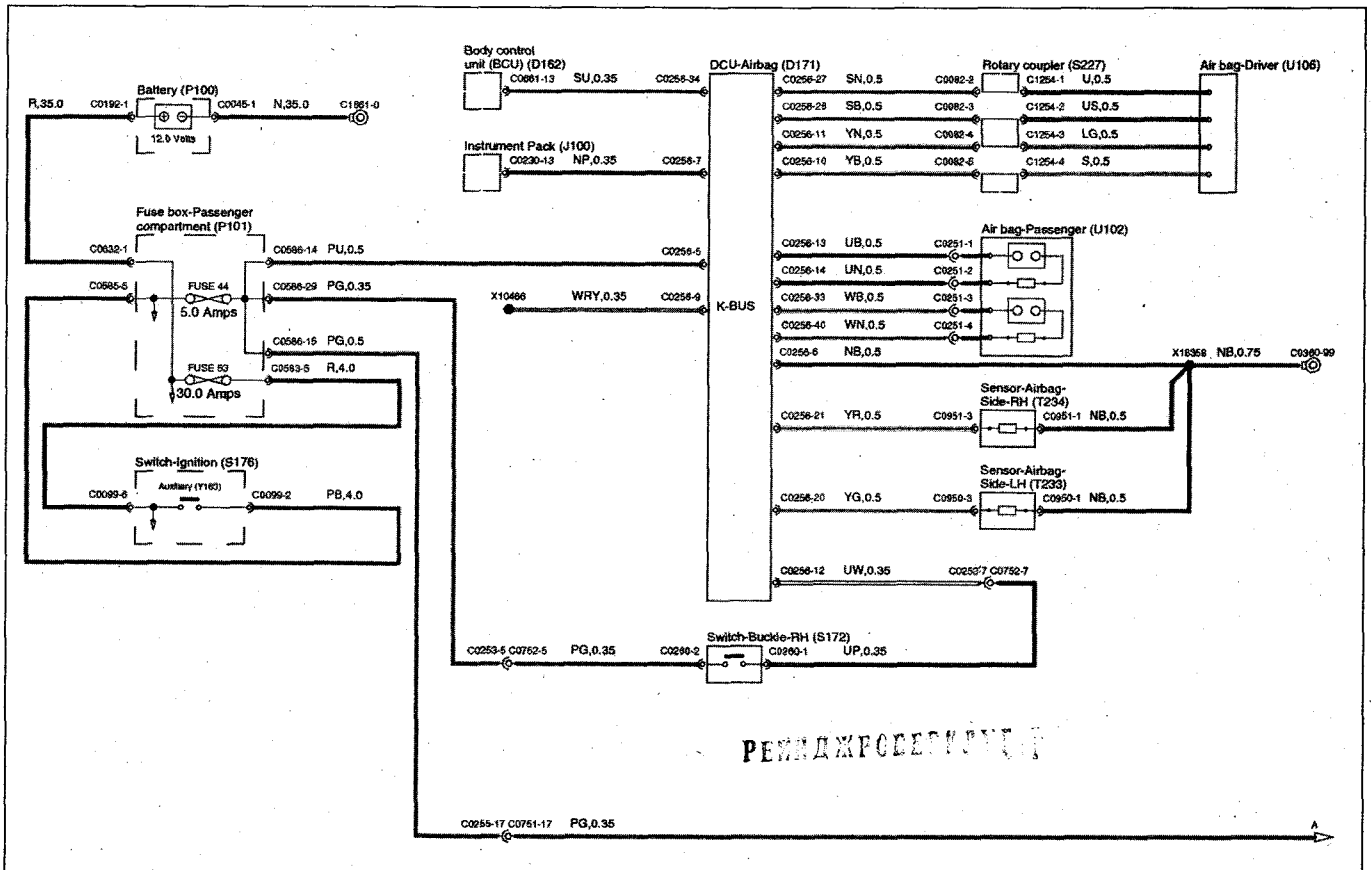 Body control
unit (BCU) (D162)
C0661-13 SU,0.35 C0256-34
DCU-Airbag (D171)
C0256-27 SN,0.5 C0082-2
Rotary coupler (S227)
C1254-1 U,0.5
Air bag-Driver (U106)
Battery (P100)
R,35.0 C0192-1 C0045-1 N,35.0 C1861-0
12.0 Volts
C0256-28 SB,0.5 C0082-3 C1254-2 US,0.5
C0256-11 YN,0.5 C0082-4 C1254-3 LG,0.5
Instrument Pack (J100)
C0230-13 NP,0.35 C0256-7
C0256-10 YB,0.5 C0082-5 C1254-4 S,0.5
Fuse box-Passenger
compartment (P101)
C0632-1 C0586-14 PU,0.5 C0256-5
Air bag-Passenger (U102)
C0256-13 UB,0.5 C0251-1
C0256-14 UN,0.5 C0251-2
C0585-5 FUSE 44 C0586-29 PG,0.35
5.0 Amps
X10466 WRY,0.35 C0256-9
K-BUS
C0256-33 WB,0.5 C0251-3
C0256-40 WN,0.5 C0251-4
C0586-15 PG,0.5
C0256-6 NB,0.5 X18358 NB,0.75 C0360-99
FUSE 53 C0583-5 R,4.0
30.0 Amps
Sensor-Airbag-
Side-RH (T234)
C0256-21 YR,0.5 C0951-3 C0951-1 NB,0.5
Switch-Ignition (S176)
Auxiliary (Y163)
C0099-6 C0099-2 PB,4.0
Sensor-Airbag-
Side-LH (T233)
C0256-20 YG,0.5 C0950-3 C0950-1 NB,0.5
C0256-12 UW,0.35 C0253-7 C0752-7
Switch-Buckle-RH (S172)
C0253-5 C0752-5 PG,0.35 C0260-2 C0260-1 UP,0.35
C0255-17 C0751-17 PG,0.35 A